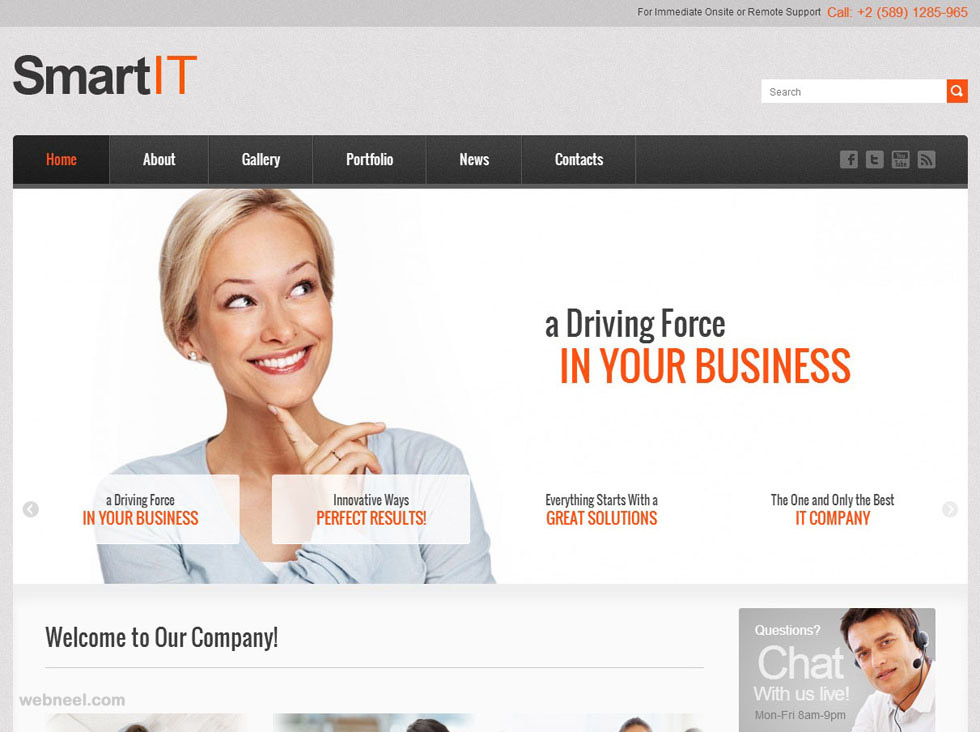 For Immediate Onsite or Remote Support Call: +2 (589) 1285-965
SmartIT
Search
Home About Gallery Portfolio News Contacts
You Tube
a Driving Force
IN YOUR BUSINESS
a Driving Force
IN YOUR BUSINESS
Innovative Ways
PERFECT RESULTS!
Everything Starts With a
GREAT SOLUTIONS
The One and Only the Best
IT COMPANY
Welcome to Our Company!
Questions?
Chat
With us live!
Mon-Fri 8am-9pm
webneel.com